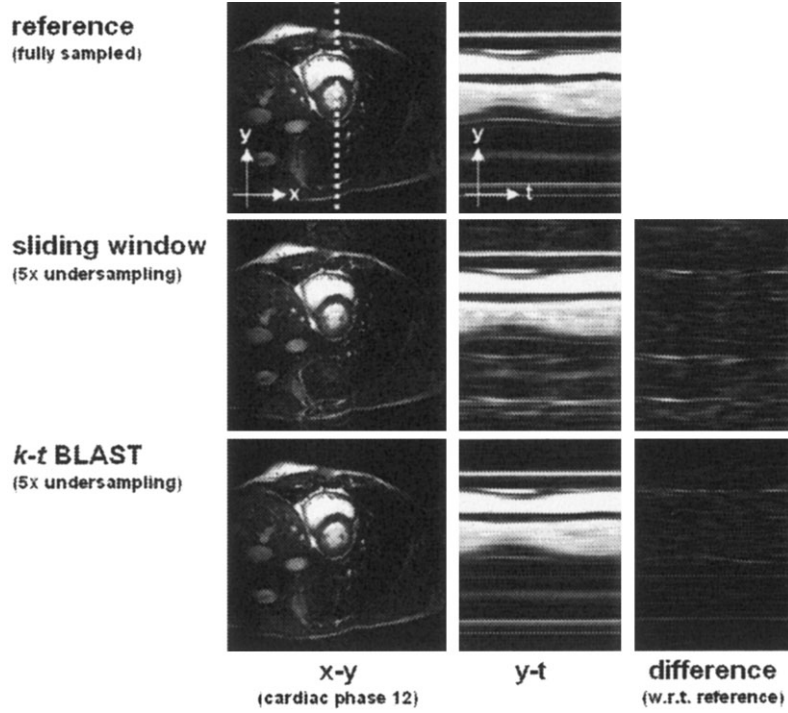 reference
(fully sampled)
y
x
y
t
sliding window
(5x undersampling)
k-t BLAST
(5x undersampling)
x-y
(cardiac phase 12)
y-t
difference
(w.r.t. reference)